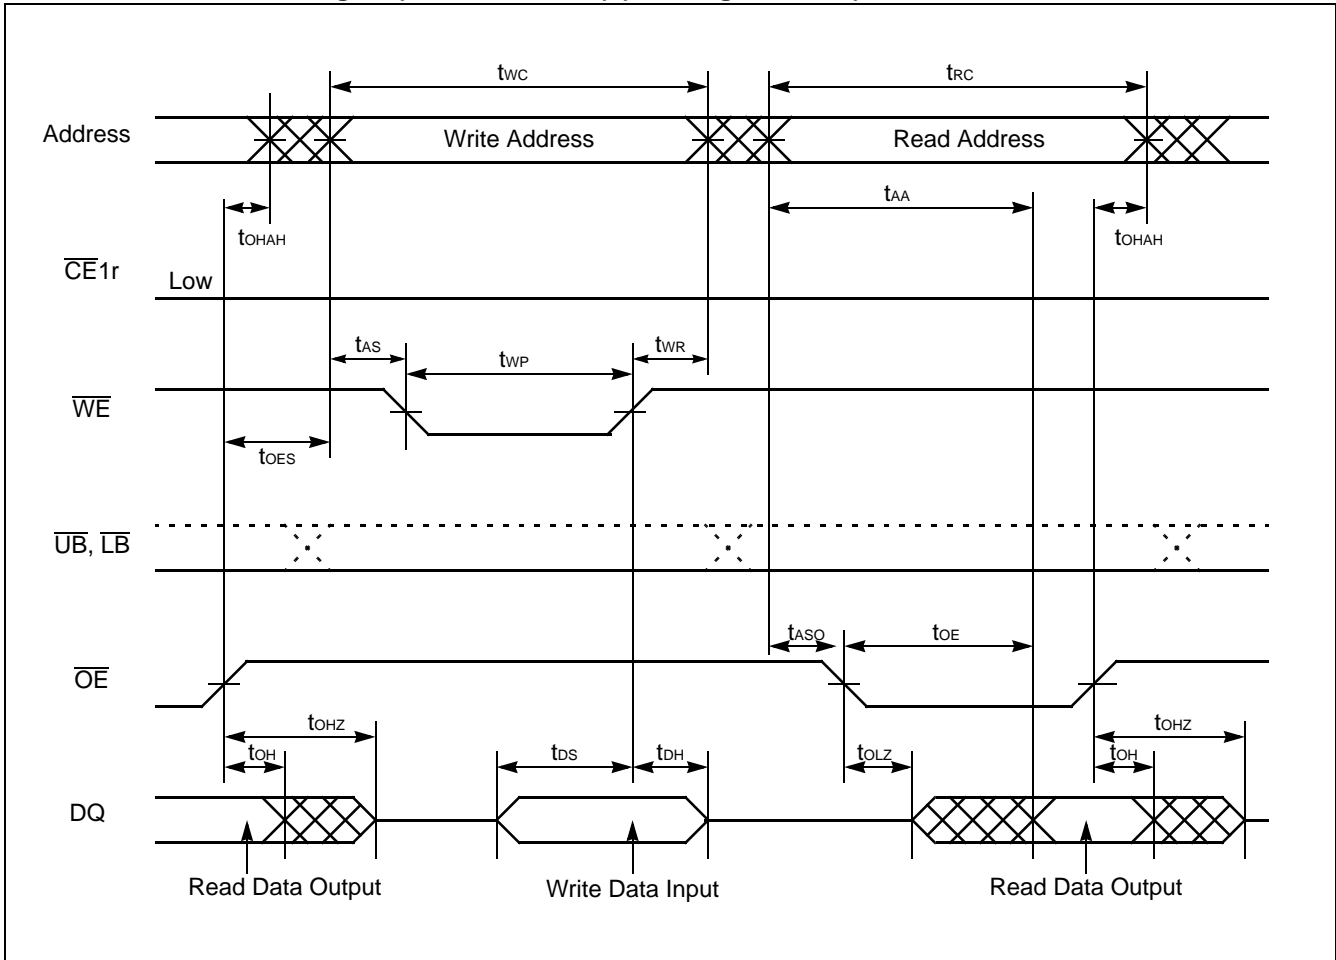 tWC
tRC
Address
Write Address
Read Address
tAA
tOHAH
tOHAH
CE1r
Low
tAS
tWP
tWR
WE
tOES
UB, LB
tASO
tOE
OE
tOHZ
tOHZ
tOH
tDS
tDH
tOLZ
tOH
DQ
Read Data Output
Write Data Input
Read Data Output